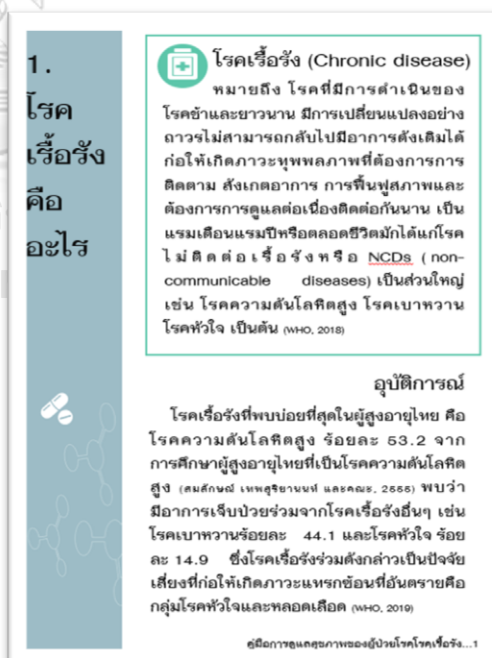 1.
โรค
เรื้อรัง
คือ
อะไร
โรคเรื้อรัง (Chronic disease)
หมายถึง โรคที่มีการดำเนินของ
โรคช้าและยาวนาน มีการเปลี่ยนแปลงอย่าง
ถาวรไม่สามารถกลับไปมีอาการดังเดิมได้
ก่อให้เกิดภาวะทุพพลภาพที่ต้องการการ
ติดตาม สังเกตอาการ การฟื้นฟูสภาพและ
ต้องการการดูแลต่อเนื่องติดต่อกันนาน เป็น
แรมเดือนแรมปีหรือตลอดชีวิตมักได้แก่โรค
ไม่ติดต่อเรื้อรังหรือ NCDs (non-
communicable diseases) เป็นส่วนใหญ่
เช่น โรคความดันโลหิตสูง โรคเบาหวาน
โรคหัวใจ เป็นต้น (WHO, 2018)
อุบัติการณ์
โรคเรื้อรังที่พบบ่อยที่สุดในผู้สูงอายุไทย คือ
โรคความดันโลหิตสูง ร้อยละ 53.2 จาก
การศึกษาผู้สูงอายุไทยที่เป็นโรคความดันโลหิต
สูง (สมลักษณ์ เทพสุริยานนท์ และคณะ, 2555) พบว่า
มีอาการเจ็บป่วยร่วมจากโรคเรื้อรังอื่นๆ เช่น
โรคเบาหวานร้อยละ 44.1 และโรคหัวใจ ร้อย
ละ 14.9 ซึ่งโรคเรื้อรังร่วมดังกล่าวเป็นปัจจัย
เสี่ยงที่ก่อให้เกิดภาวะแทรกซ้อนที่อันตรายคือ
กลุ่มโรคหัวใจและหลอดเลือด (WHO, 2019)
คู่มือการดูแลสุขภาพของผู้ป่วยโรคโรคเรื้อรัง...1